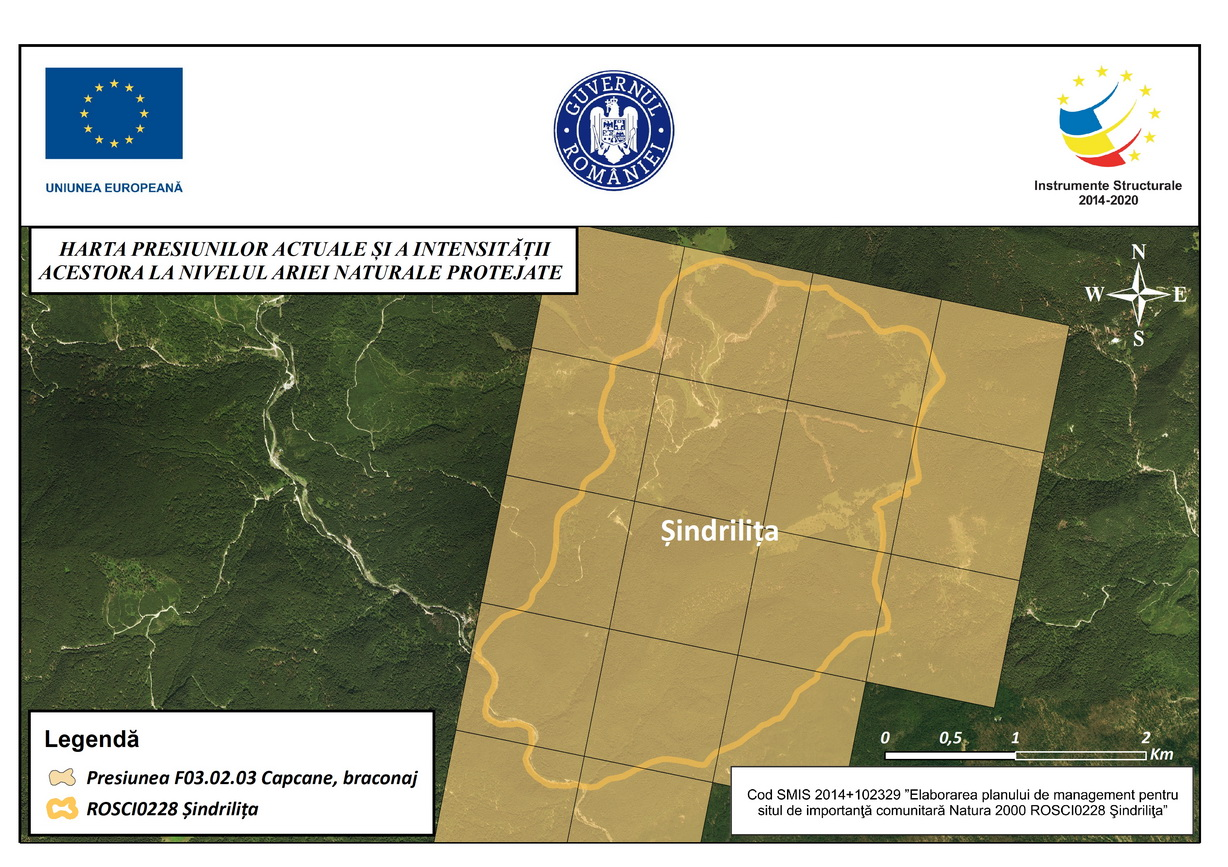 GUVERNUL
ROMÂNIEI
UNIUNEA EUROPEANĂ
Instrumente Structurale
2014-2020
HARTA PRESIUNILOR ACTUALE ȘI A INTENSITĂȚII
ACESTORA LA NIVELUL ARIEI NATURALE PROTEJATE
N
W E
S
Șindrilița
Legendă
Presiunea F03.02.03 Capcane, braconaj
ROSCI0228 Șindrilița
0 0,5 1 2
Km
Cod SMIS 2014+102329 ”Elaborarea planului de management pentru
situl de importanţă comunitară Natura 2000 ROSCI0228 Şindriliţa”